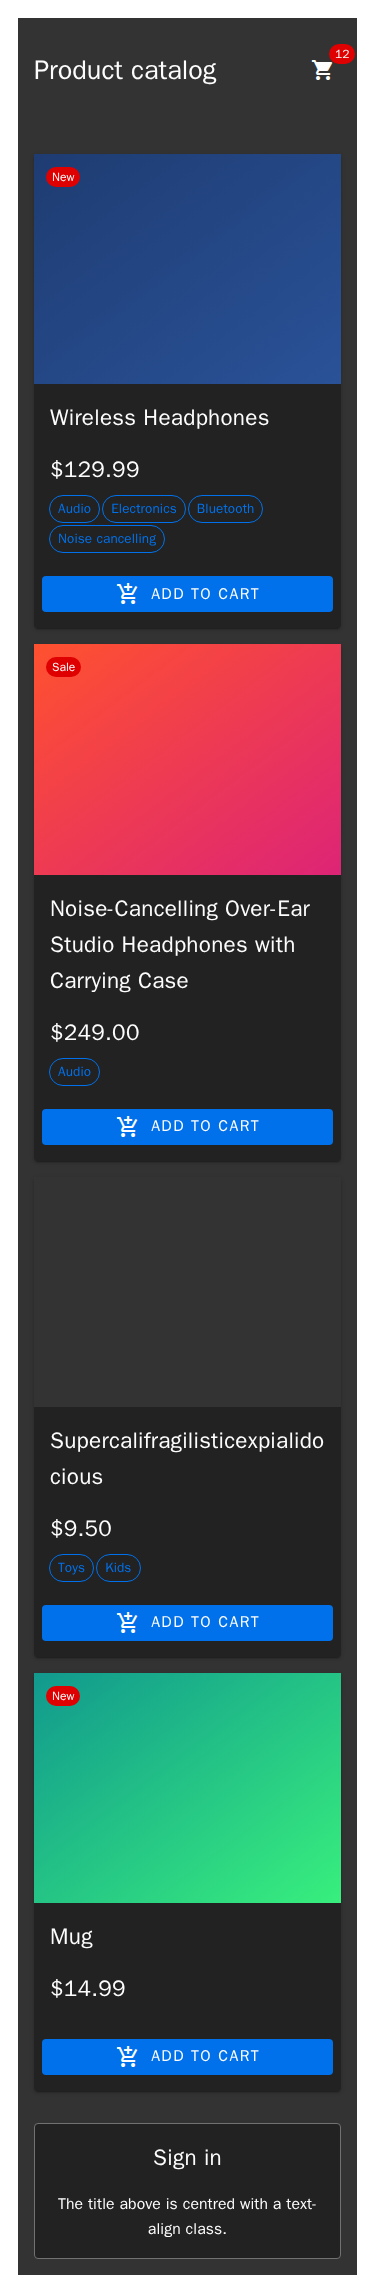 Product catalog
12
New
Wireless Headphones
$129.99
Audio Electronics Bluetooth
Noise cancelling
ADD TO CART
Sale
Noise-Cancelling Over-Ear
Studio Headphones with
Carrying Case
$249.00
Audio
ADD TO CART
Supercalifragilisticexpialido
cious
$9.50
Toys Kids
ADD TO CART
New
Mug
$14.99
ADD TO CART
Sign in
The title above is centred with a text-
align class.